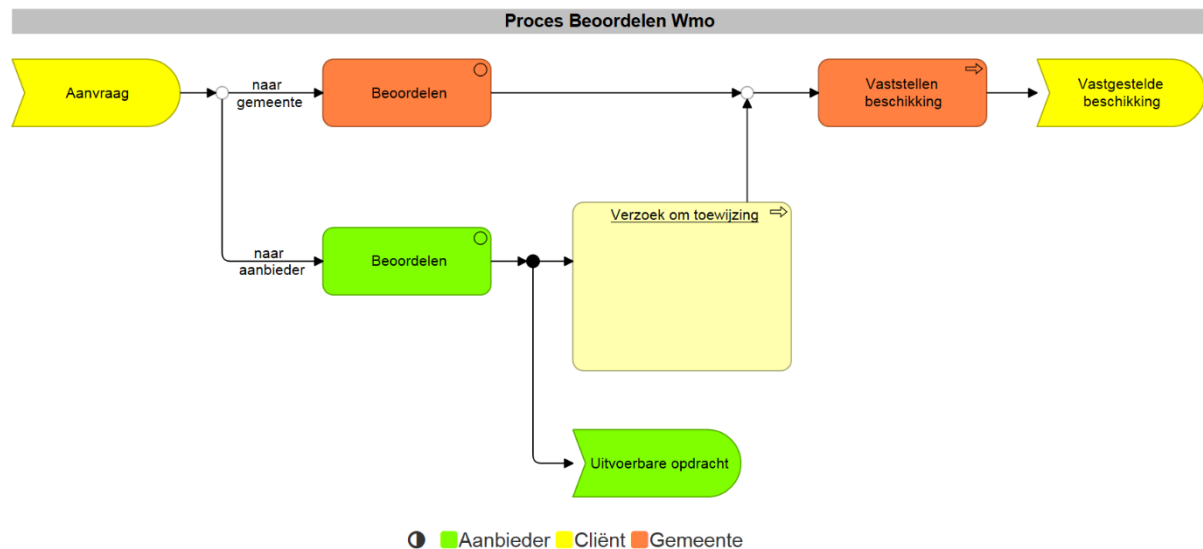 Proces Beoordelen Wmo
Aanvraag
naar
gemeente
Beoordelen
Vaststellen
beschikking
Vastgestelde
beschikking
naar
aanbieder
Beoordelen
Verzoek om toewijzing
Uitvoerbare opdracht
Aanbieder Cliënt Gemeente